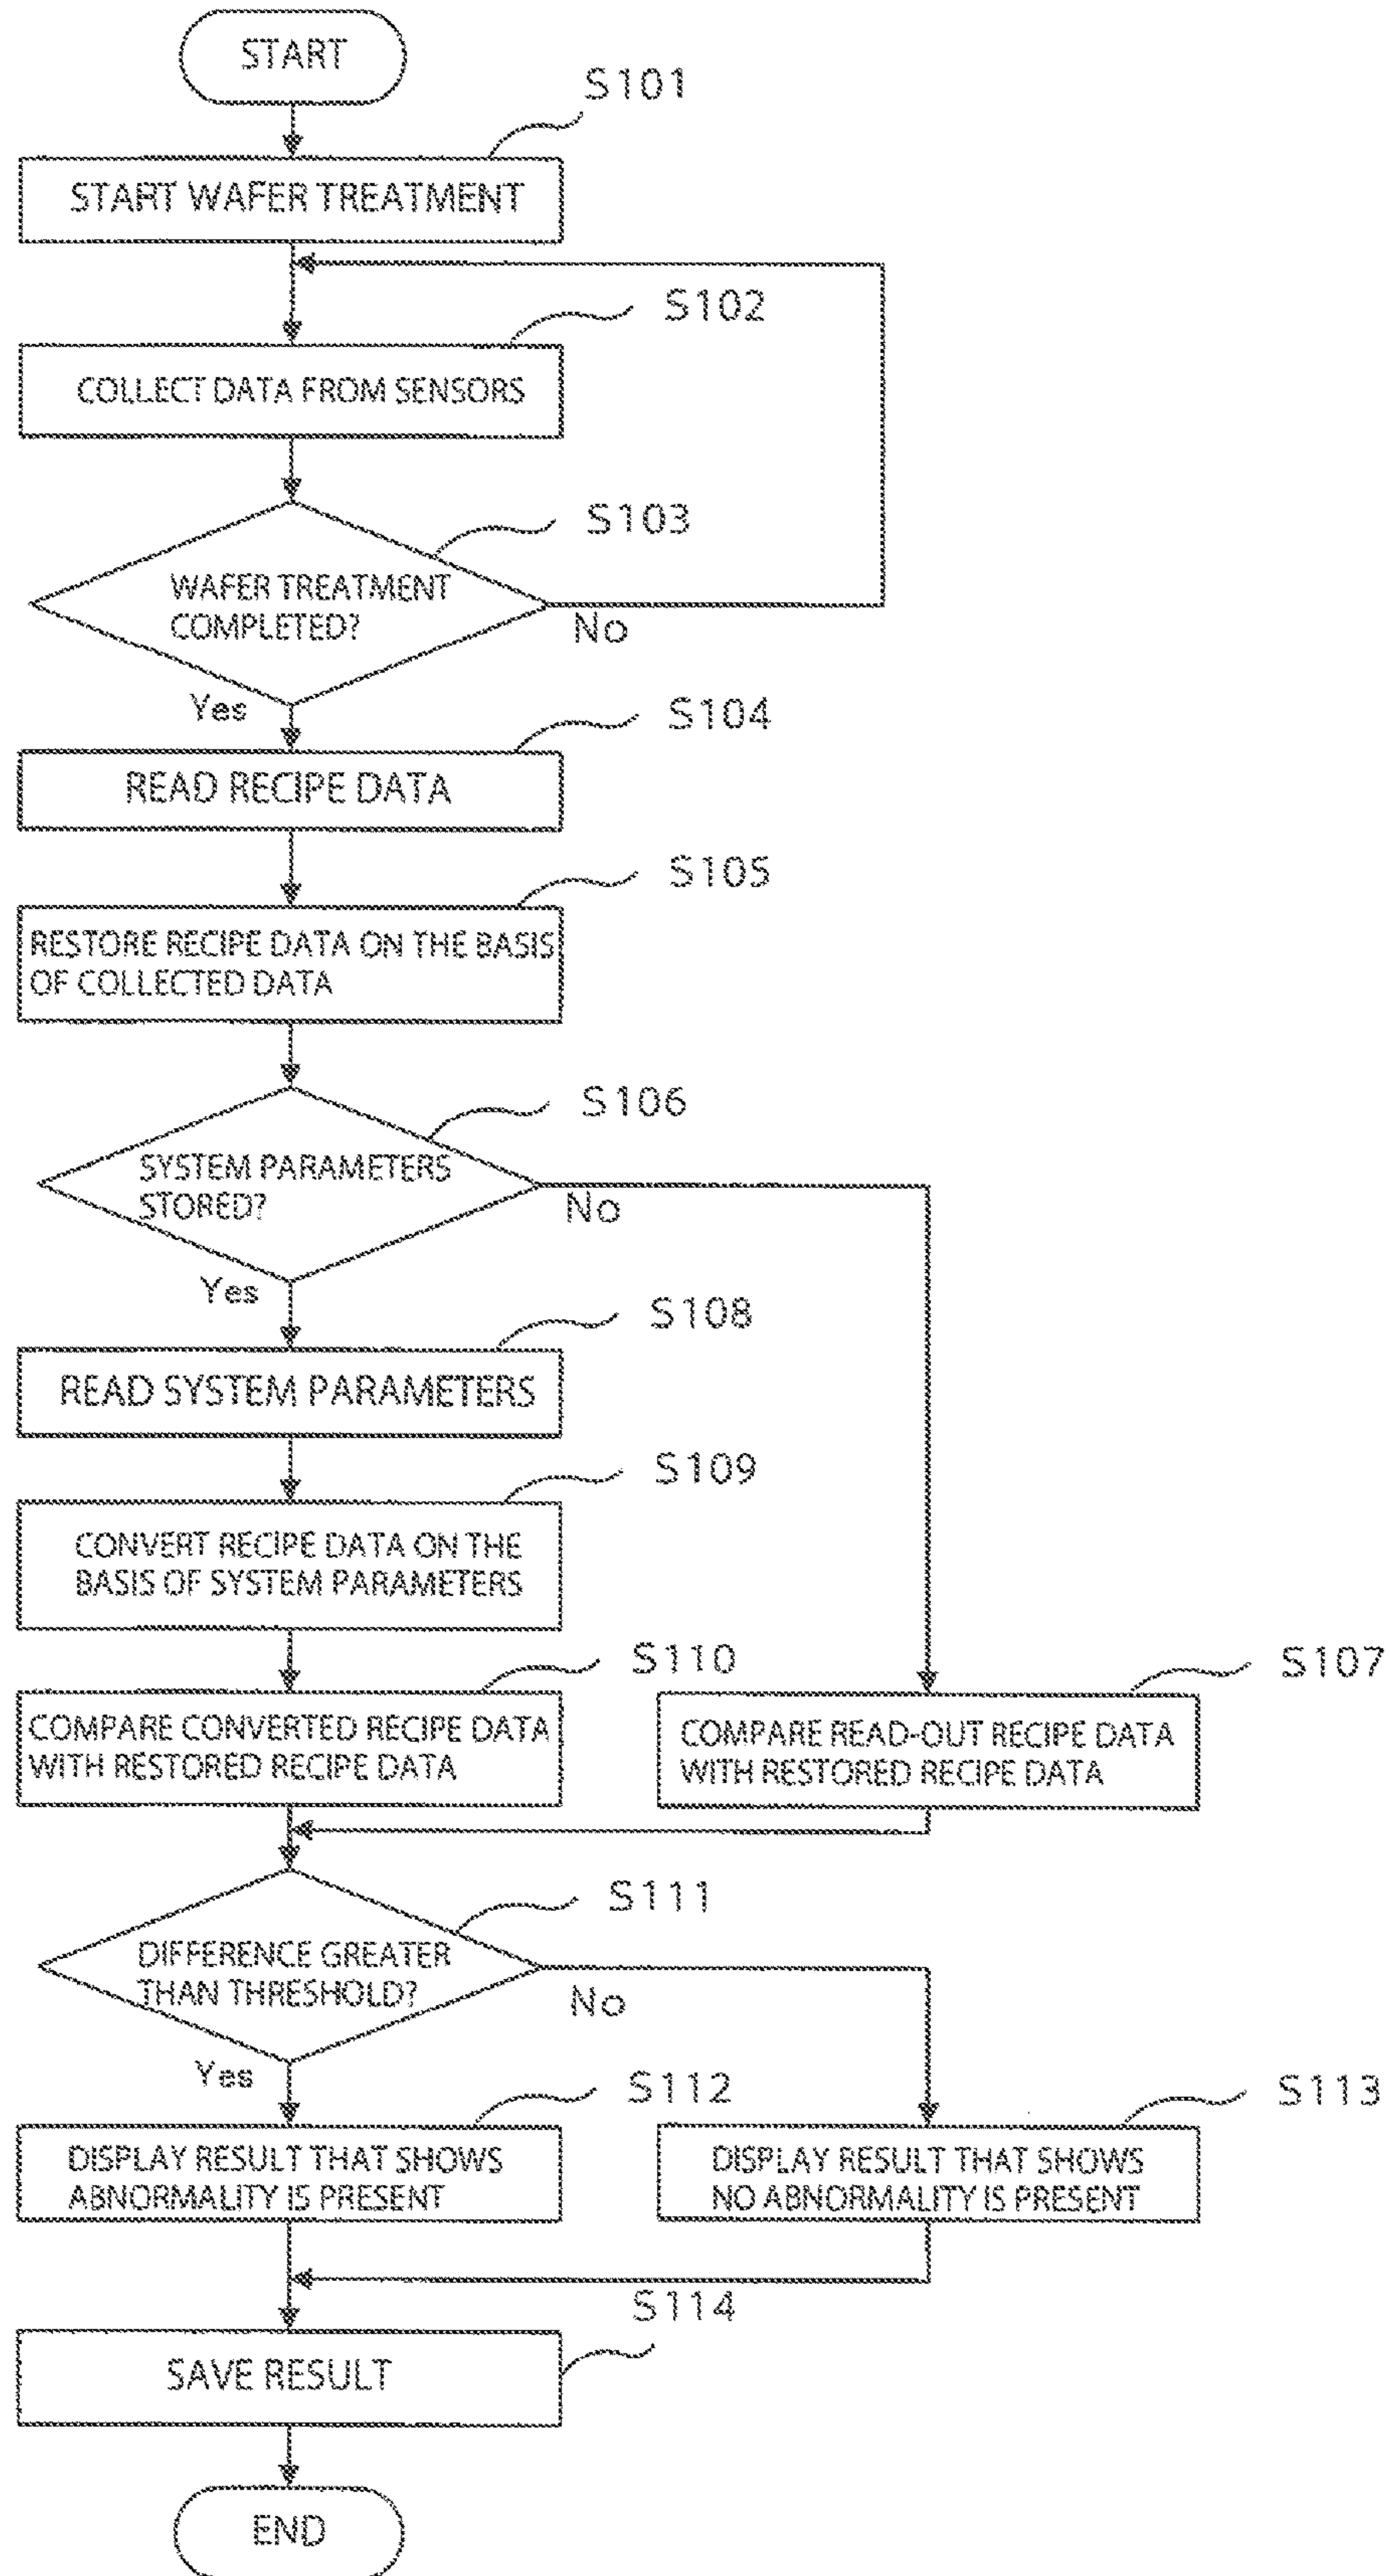 START
S101
START WAFER TREATMENT
S102
COLLECT DATA FROM SENSORS
S103
WAFER TREATMENT
COMPLETED?
No
Yes
S104
READ RECIPE DATA
S105
RESTORE RECIPE DATA ON THE BASIS
OF COLLECTED DATA
S106
SYSTEM PARAMETERS
STORED?
No
Yes
S108
READ SYSTEM PARAMETERS
S109
CONVERT RECIPE DATA ON THE
BASIS OF SYSTEM PARAMETERS
S110
COMPARE CONVERTED RECIPE DATA
WITH RESTORED RECIPE DATA
S107
COMPARE READ-OUT RECIPE DATA
WITH RESTORED RECIPE DATA
S111
DIFFERENCE GREATER
THAN THRESHOLD?
No
Yes
S112
DISPLAY RESULT THAT SHOWS
ABNORMALITY IS PRESENT
S113
DISPLAY RESULT THAT SHOWS
NO ABNORMALITY IS PRESENT
S114
SAVE RESULT
END